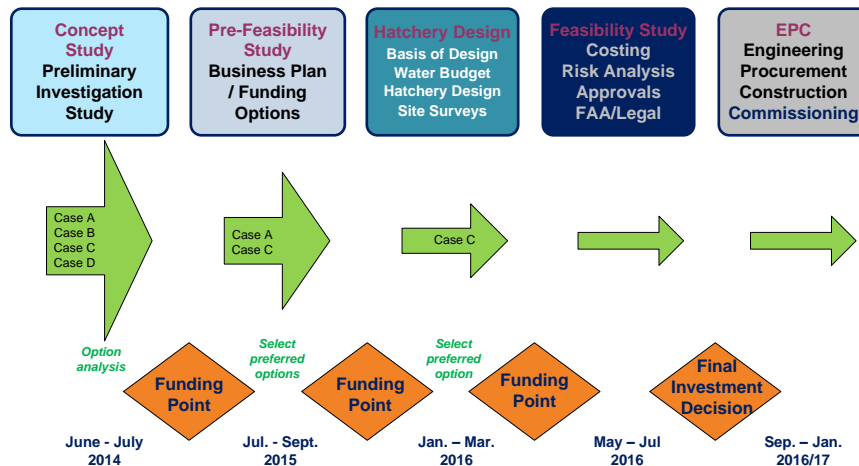 Concept
Study
Preliminary
Investigation
Study
Pre-Feasibility
Study
Business Plan
/ Funding
Options
Hatchery Design
Basis of Design
Water Budget
Hatchery Design
Site Surveys
Feasibility Study
Costing
Risk Analysis
Approvals
FAA/Legal
EPC
Engineering
Procurement
Construction
Commissioning
Case A
Case B
Case C
Case D
Case A
Case C
Case C
Option
analysis
Select
preferred
options
Select
preferred
option
Funding
Point
Funding
Point
Funding
Point
Final
Investment
Decision
June - July
2014
Jul. - Sept.
2015
Jan. – Mar.
2016
May – Jul
2016
Sep. – Jan.
2016/17